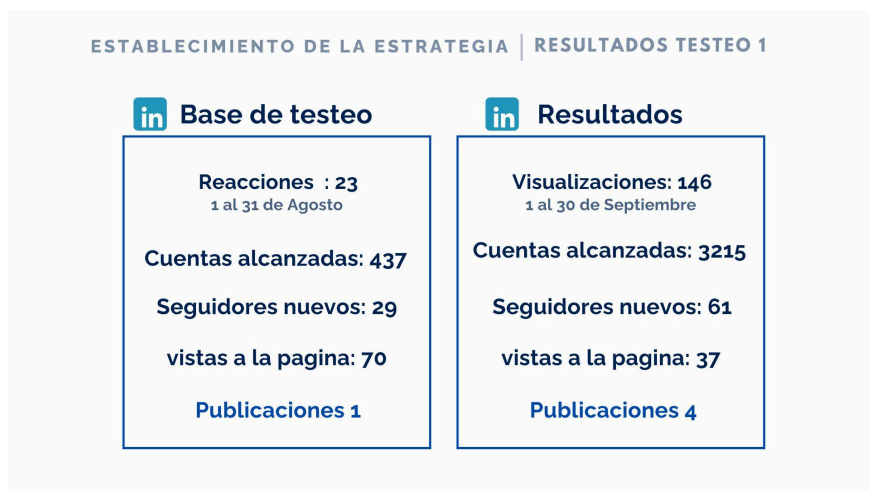 ESTABLECIMIENTO DE LA ESTRATEGIA | RESULTADOS TESTEO 1
in Base de testeo
Reacciones : 23
1 al 31 de Agosto
Cuentas alcanzadas: 437
Seguidores nuevos: 29
vistas a la pagina: 70
Publicaciones 1
in Resultados
Visualizaciones: 146
1 al 30 de Septiembre
Cuentas alcanzadas: 3215
Seguidores nuevos: 61
vistas a la pagina: 37
Publicaciones 4